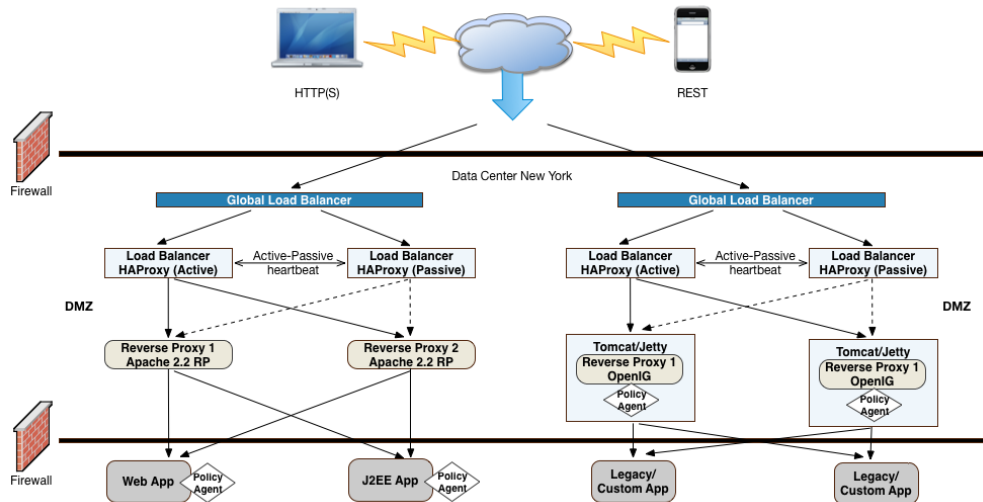 HTTP(S)
REST
Firewall
Data Center New York
Global Load Balancer
Global Load Balancer
Load Balancer
HAProxy (Active)
Active-Passive
heartbeat
Load Balancer
HAProxy (Passive)
Load Balancer
HAProxy (Active)
Active-Passive
heartbeat
Load Balancer
HAProxy (Passive)
DMZ
DMZ
Reverse Proxy 1
Apache 2.2 RP
Reverse Proxy 2
Apache 2.2 RP
Tomcat/Jetty
Reverse Proxy 1
OpenIG
Policy
Agent
Tomcat/Jetty
Reverse Proxy 1
OpenIG
Policy
Agent
Firewall
Web App
Policy
Agent
J2EE App
Policy
Agent
Legacy/
Custom App
Legacy/
Custom App